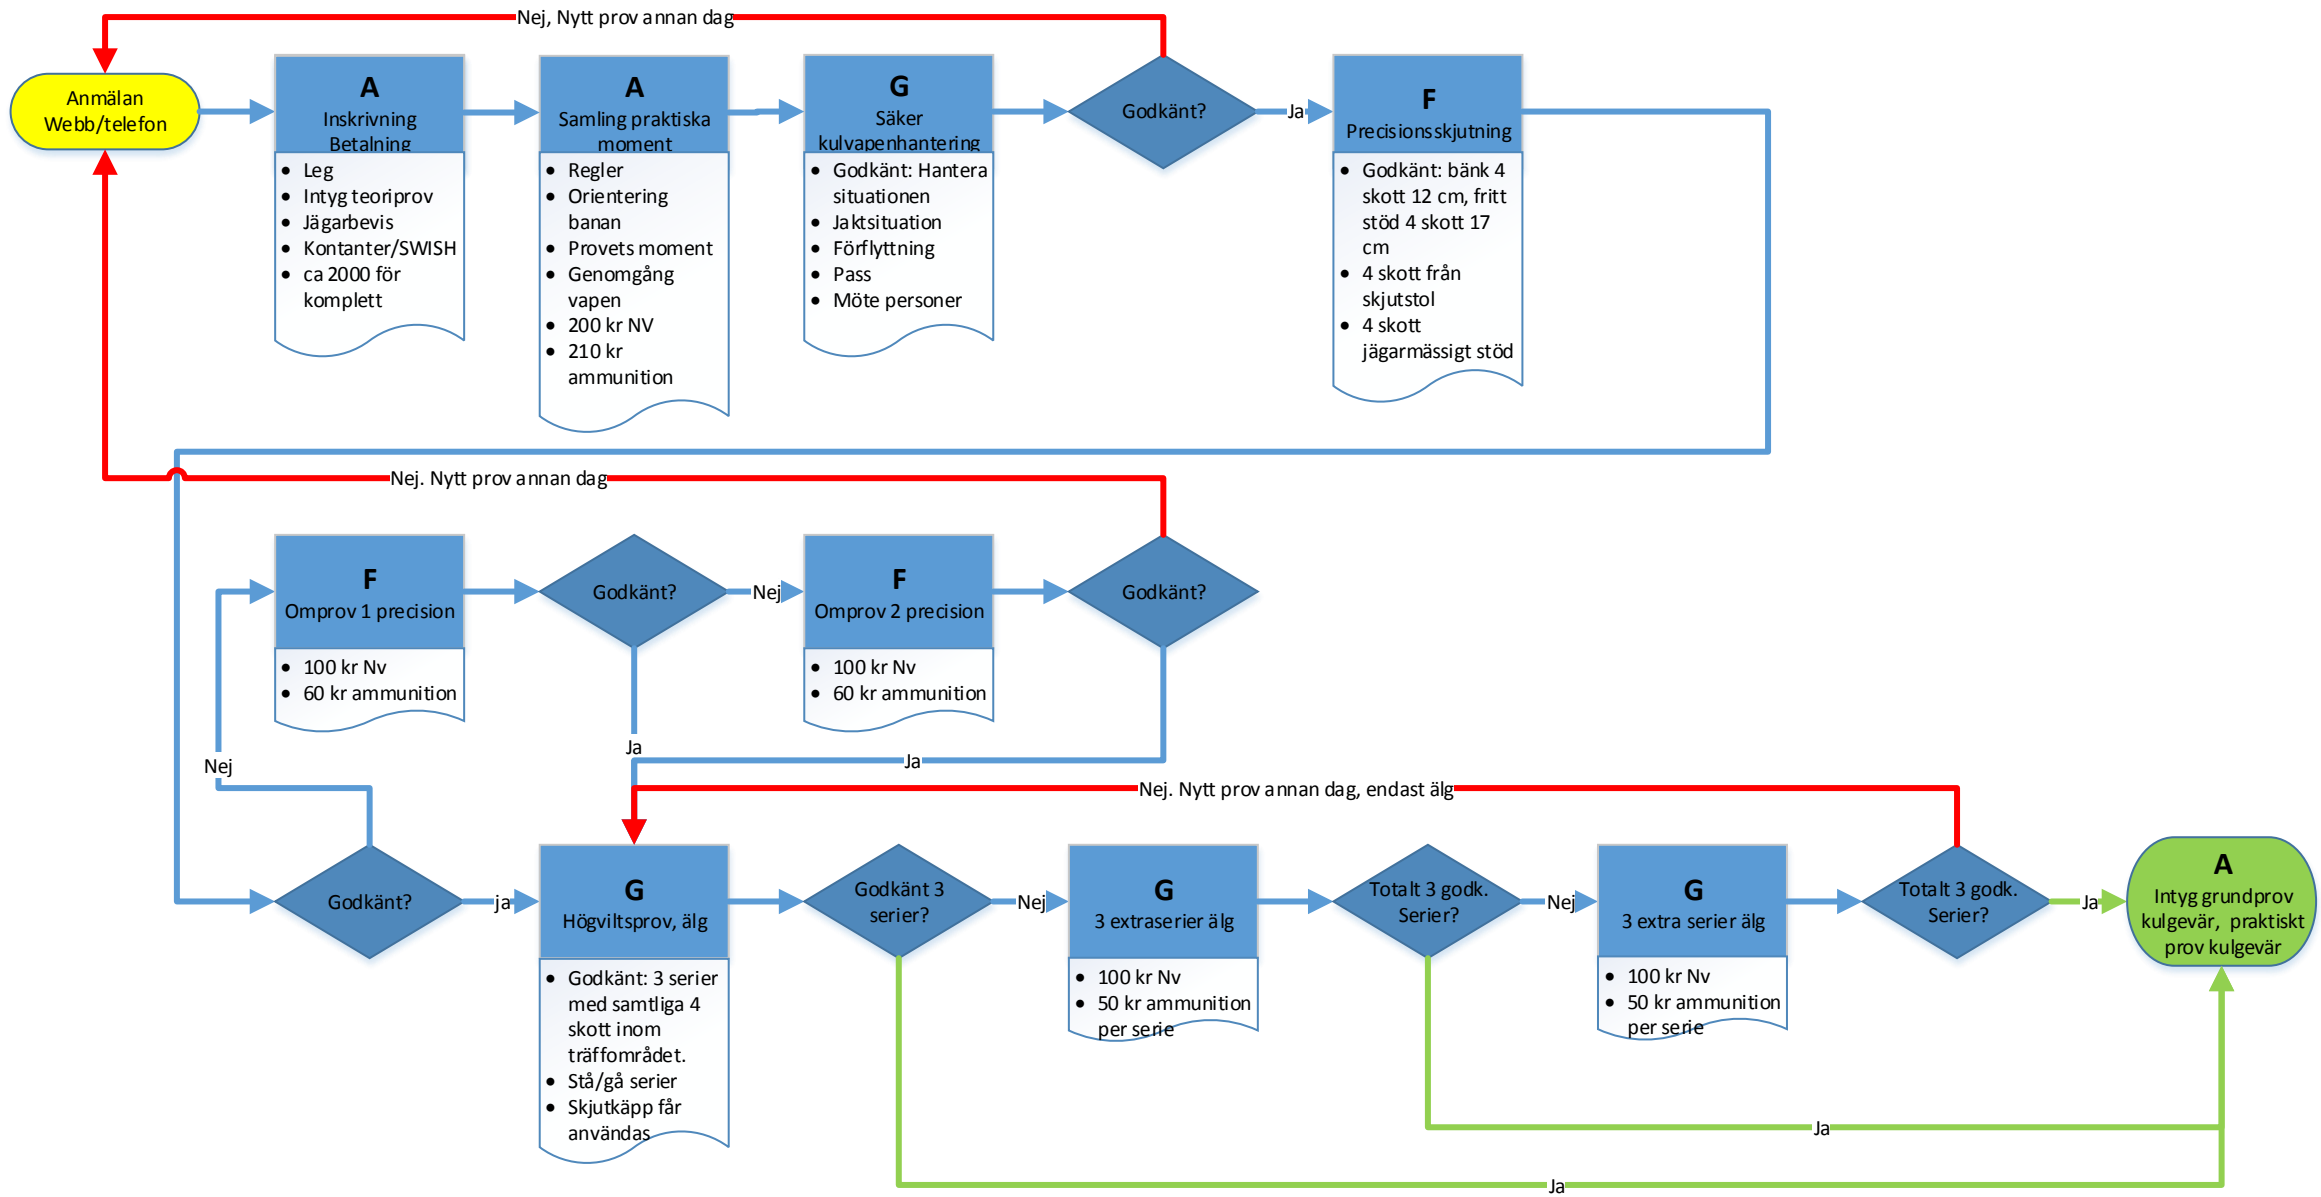 Nej, Nytt prov annan dag
Anmälan
Webb/telefon
A
Inskrivning
Betalning
• Leg
• Intyg teoriprov
• Jägarbevis
• Kontanter/SWISH
• ca 2000 för
komplett
A
Samling praktiska
moment
• Regler
• Orientering
banan
• Provets moment
• Genomgång
vapen
• 200 kr NV
• 210 kr
ammunition
G
Säker
kulvapenhantering
• Godkänt: Hantera
situationen
• Jaktsituation
• Förflyttning
• Pass
• Möte personer
Godkänt?
Ja
F
Precisionsskjutning
• Godkänt: bänk 4
skott 12 cm, fritt
stöd 4 skott 17
cm
• 4 skott från
skjutstol
• 4 skott
jägarmässigt stöd
Nej. Nytt prov annan dag
F
Omprov 1 precision
• 100 kr Nv
• 60 kr ammunition
Godkänt?
Nej
F
Omprov 2 precision
• 100 kr Nv
• 60 kr ammunition
Godkänt?
Ja
Ja
Nej
Nej. Nytt prov annan dag, endast älg
Godkänt?
ja
G
Högviltsprov, älg
• Godkänt: 3 serier
med samtliga 4
skott inom
träffområdet.
• Stå/gå serier
• Skjutkäpp får
användas
Godkänt 3
serier?
Nej
G
3 extraserier älg
• 100 kr Nv
• 50 kr ammunition
per serie
Totalt 3 godk.
Serier?
Nej
G
3 extra serier älg
• 100 kr Nv
• 50 kr ammunition
per serie
Totalt 3 godk.
Serier?
Ja
A
Intyg grundprov
kulgevär, praktiskt
prov kulgevär
Ja
Ja